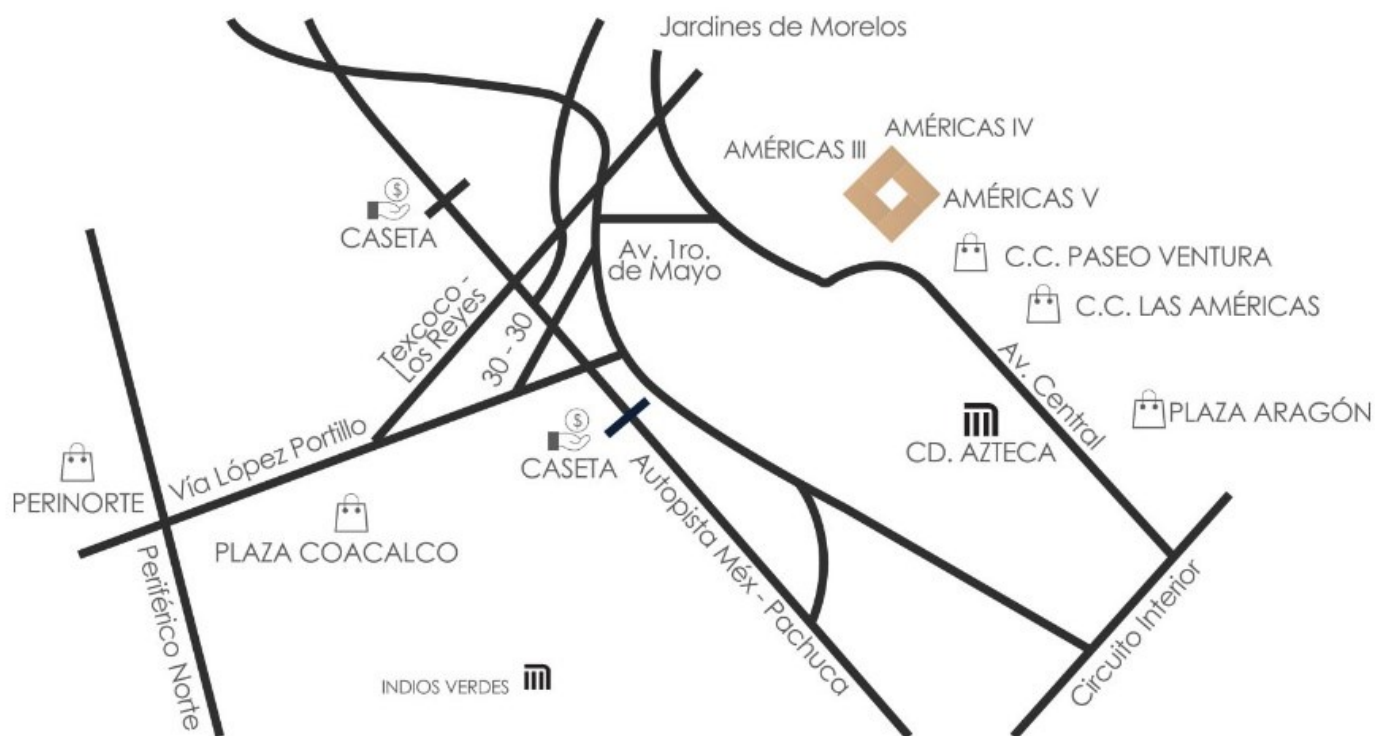 Jardines de Morelos
AMÉRICAS IV
AMÉRICAS III
AMÉRICAS V
$
CASETA
Av. 1ro.
de Mayo
C.C. PASEO VENTURA
C.C. LAS AMÉRICAS
Texcoco -
Los Reyes
30 - 30
Av. Central
PLAZA ARAGÓN
$
CASETA
CD. AZTECA
Vía López Portillo
PERINORTE
PLAZA COACALCO
Autopista Méx - Pachuca
Periférico Norte
Circuito Interior
INDIOS VERDES